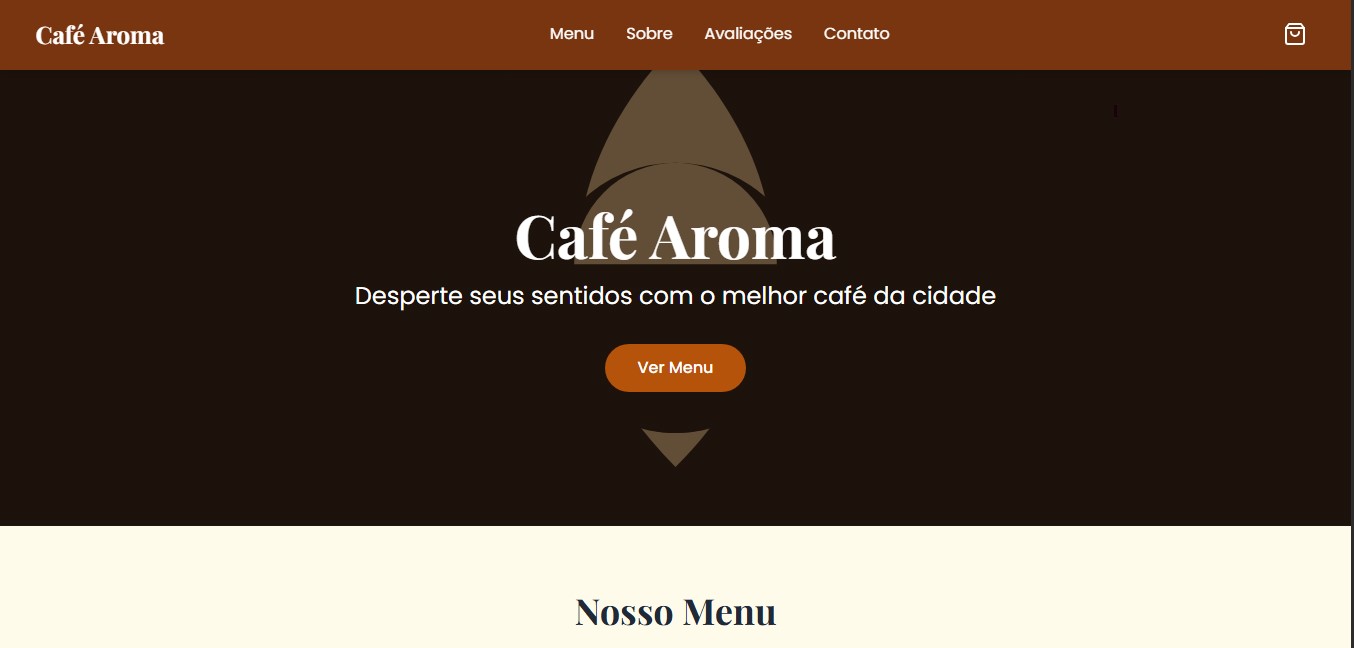 Café Aroma
Menu Sobre Avaliações Contato
Café Aroma
Desperte seus sentidos com o melhor café da cidade
Ver Menu
Nosso Menu